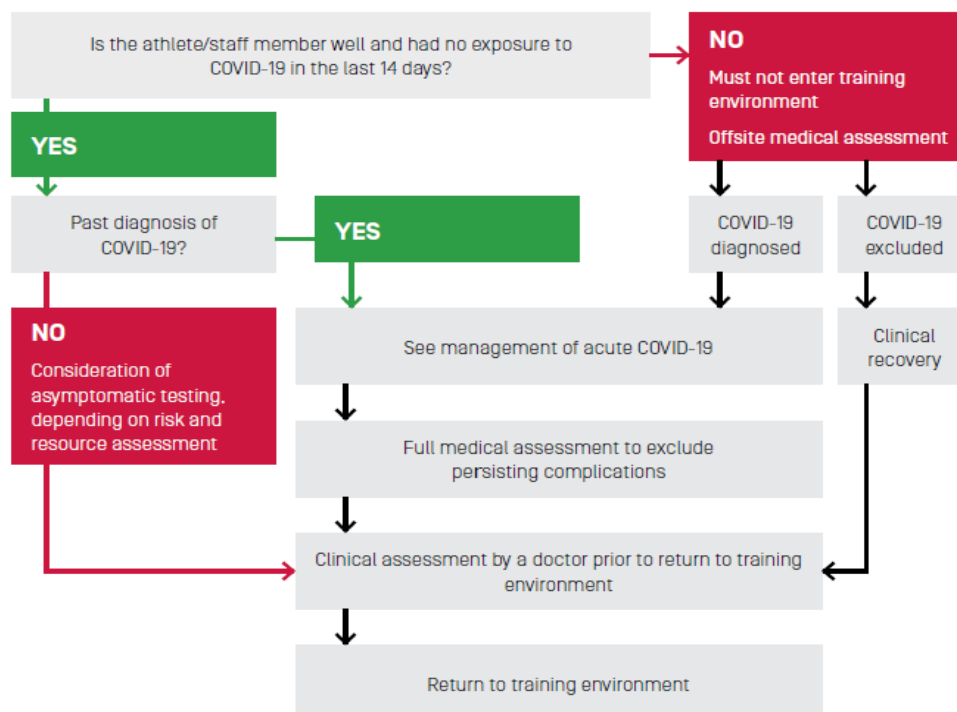 Is the athlete/staff member well and had no exposure to
COVID-19 in the last 14 days?
NO
Must not enter training
environment
Offsite medical assessment
YES
Past diagnosis of
COVID-19?
YES
COVID-19
diagnosed
COVID-19
excluded
NO
Consideration of
asymptomatic testing,
depending on risk and
resource assessment
See management of acute COVID-19
Clinical
recovery
Full medical assessment to exclude
persisting complications
Clinical assessment by a doctor prior to return to training
environment
Return to training environment